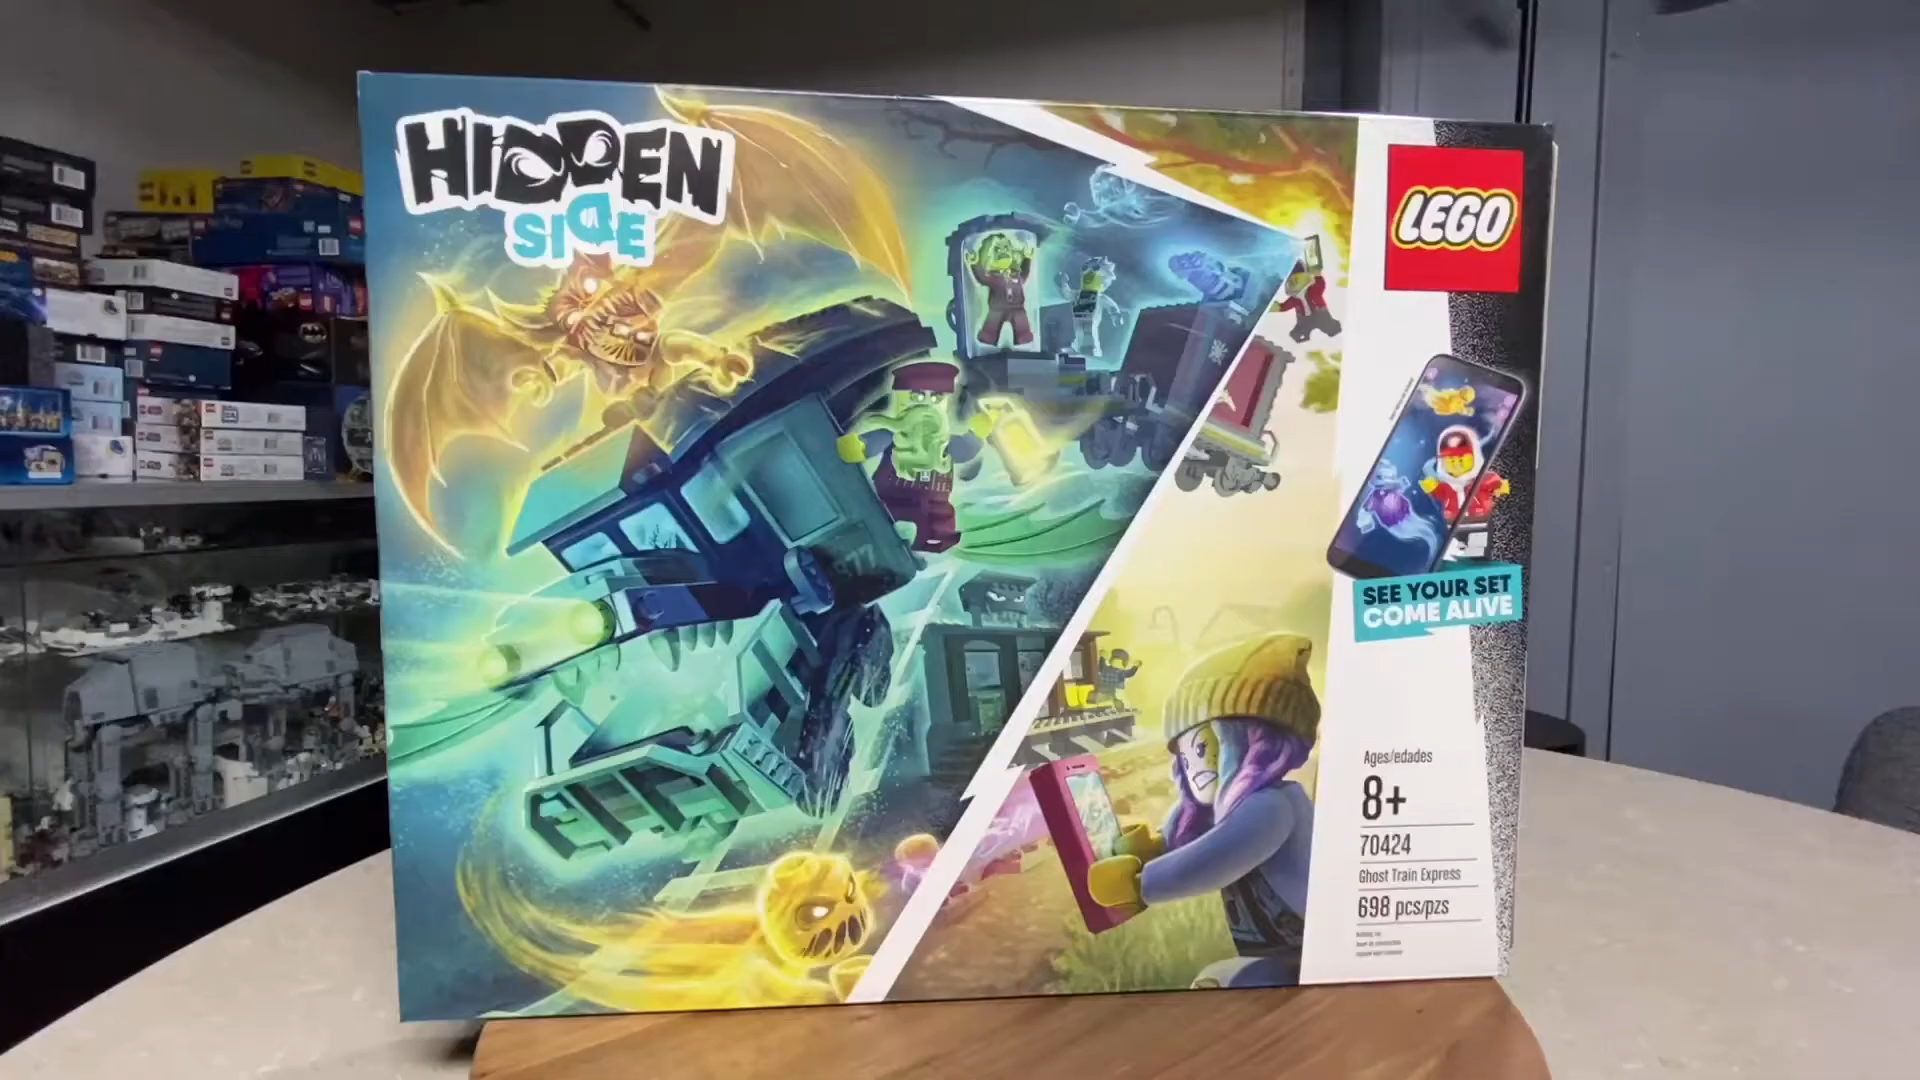 HIDDEN
SIDE
LEGO
SEE YOUR SET
COME ALIVE
Ages/edades
8+
70424
Ghost Train Express
698 pcs/pzs